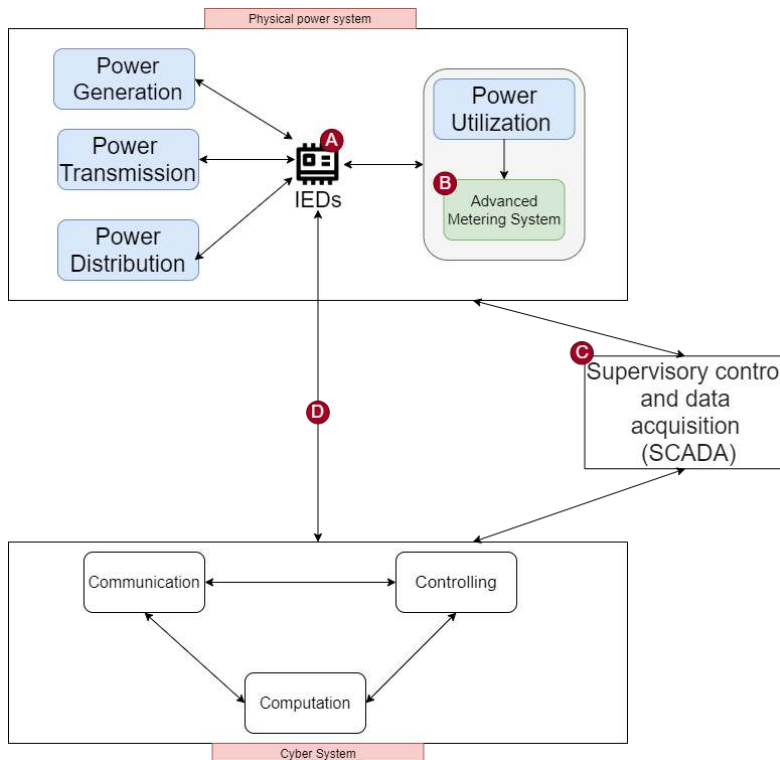 Physical power system
Power
Generation
A
Power
Transmission
IEDs
Power
Distribution
Power
Utilization
B
Advanced
Metering System
C
Supervisory contro
and data
acquisition
(SCADA)
D
Communication
Controlling
Computation
Cyber System